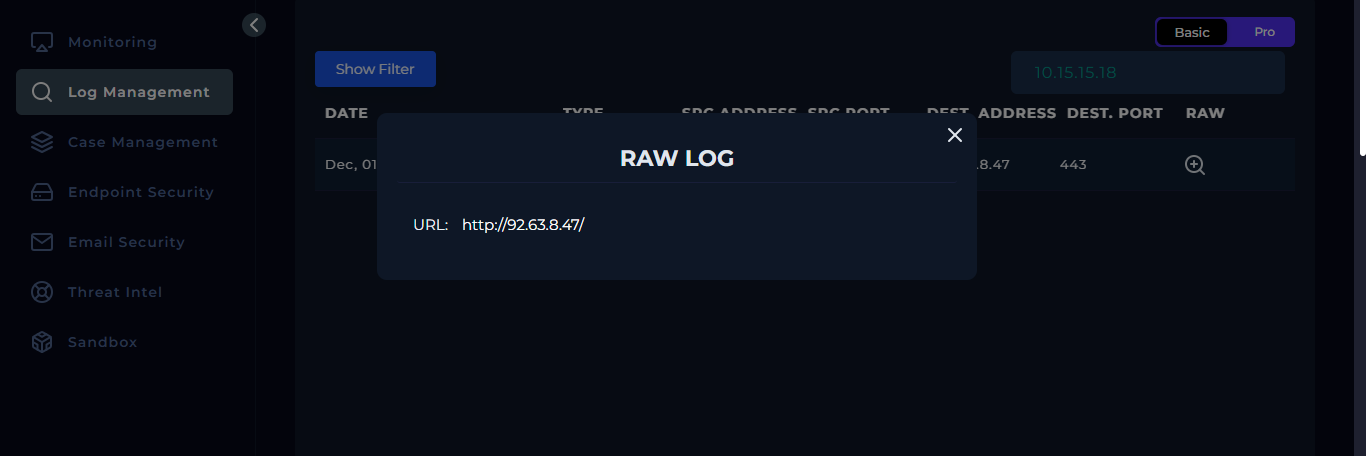 Monitoring
Log Management
Case Management
Endpoint Security
Email Security
Threat Intel
Sandbox
Basic Pro
Show Filter
10.15.15.18
DATE TYPE SRC ADDRESS SRC PORT DEST. ADDRESS DEST. PORT RAW
Dec, 01 .8.47 443
RAW LOG
URL: http://92.63.8.47/